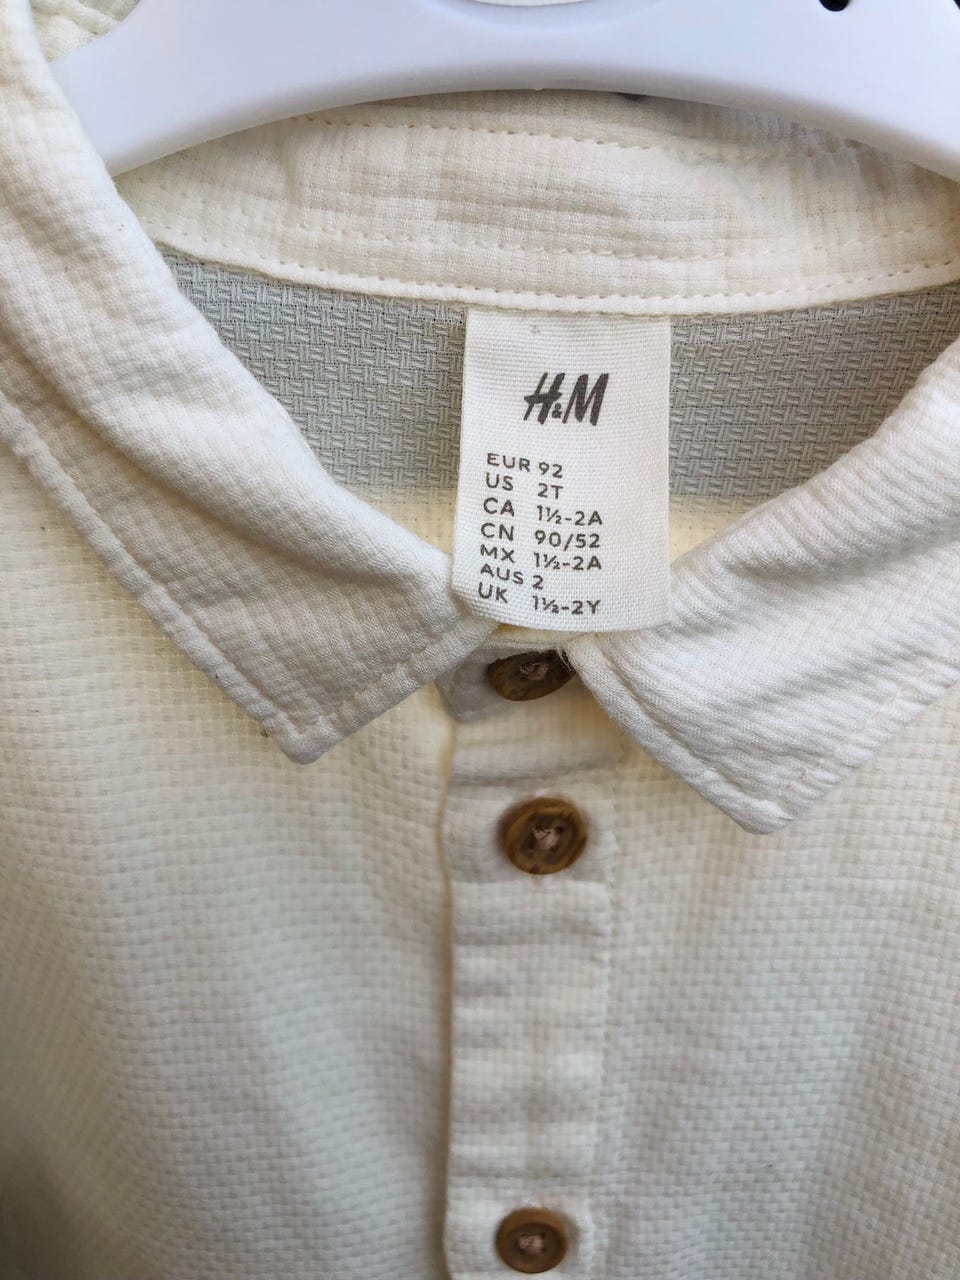 H&M
EUR 92
US 2T
CA 1½-2A
CN 90/52
MX 1½-2A
AUS 2
UK 1½-2Y